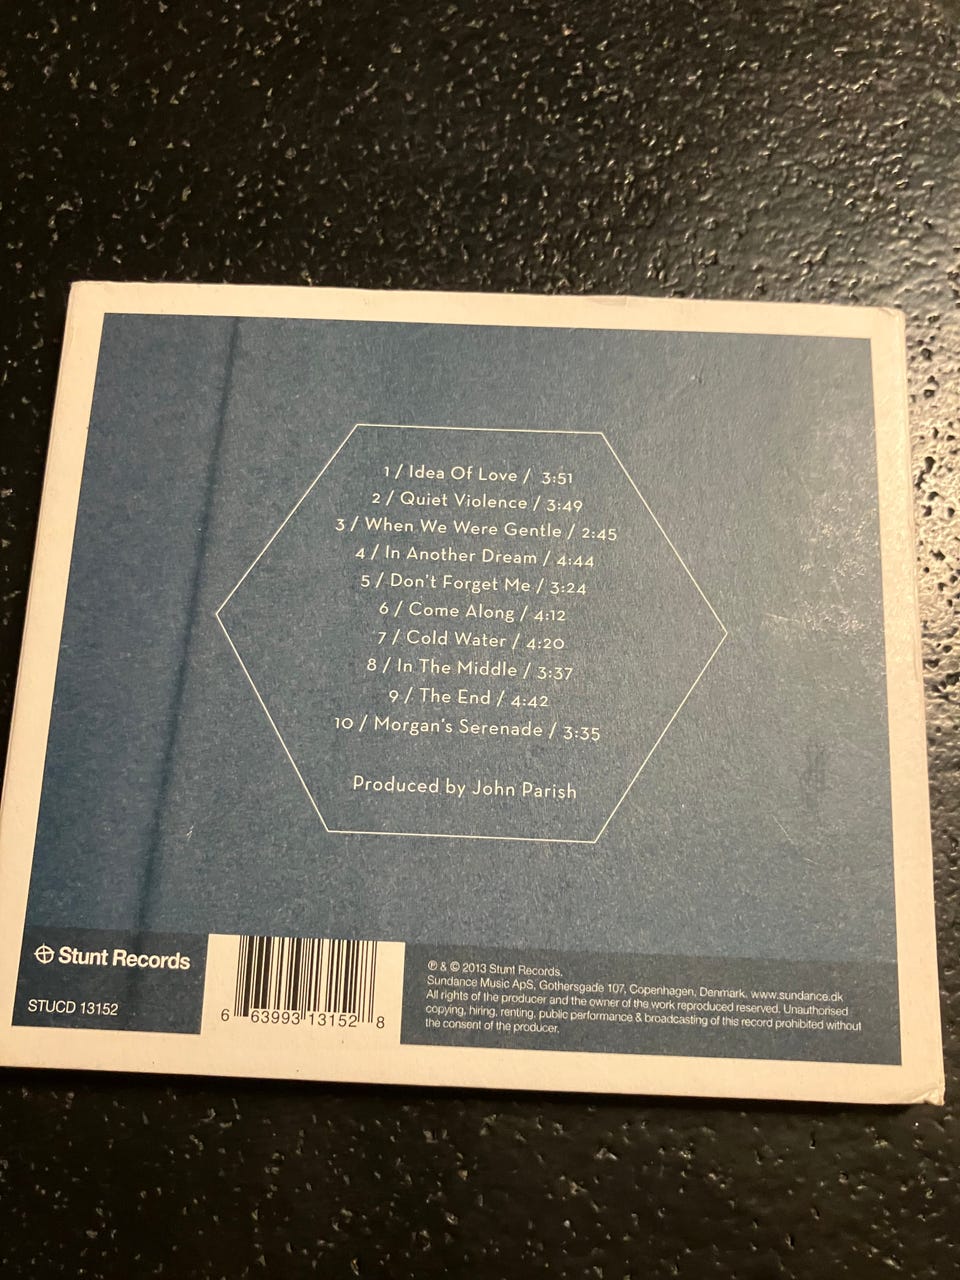 1 / Idea Of Love / 3:51
2 / Quiet Violence / 3:49
3 / When We Were Gentle / 2:45
4 / In Another Dream / 4:44
5 / Don't Forget Me / 3:24
6 / Come Along / 4:12
7 / Cold Water / 4:20
8 / In The Middle / 3:37
9 / The End / 4:42
10 / Morgan's Serenade / 3:35
Produced by John Parish
Stunt Records
STUCD 13152
6 63993 13152 8
℗ & © 2013 Stunt Records.
Sundance Music ApS, Gothersgade 107, Copenhagen, Denmark. www.sundance.dk
All rights of the producer and the owner of the work reproduced reserved. Unauthorised
copying, hiring, renting, public performance & broadcasting of this record prohibited without
the consent of the producer.